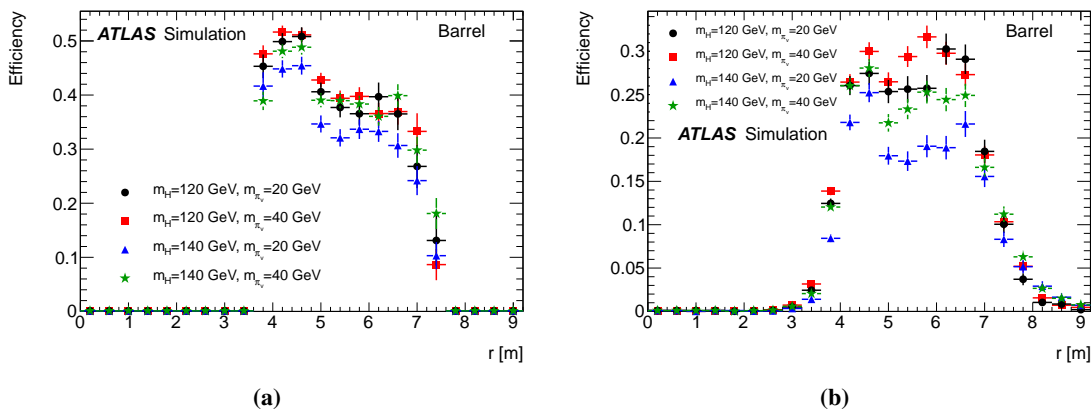 Efficiency
ATLAS Simulation
Barrel
0.5
0.4
0.3
0.2
0.1
0
m_H=120 GeV, m_πv=20 GeV
m_H=120 GeV, m_πv=40 GeV
m_H=140 GeV, m_πv=20 GeV
m_H=140 GeV, m_πv=40 GeV
0 1 2 3 4 5 6 7 8 9
r [m]
(a)
Efficiency
Barrel
0.3
0.25
0.2
0.15
0.1
0.05
0
m_H=120 GeV, m_πv=20 GeV
m_H=120 GeV, m_πv=40 GeV
m_H=140 GeV, m_πv=20 GeV
m_H=140 GeV, m_πv=40 GeV
ATLAS Simulation
0 1 2 3 4 5 6 7 8 9
r [m]
(b)